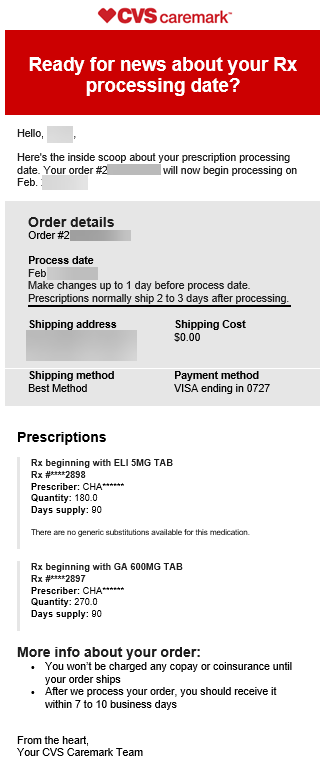 CVS caremark™
Ready for news about your Rx
processing date?
Hello, ,
Here's the inside scoop about your prescription processing
date. Your order #2 will now begin processing on
Feb.
Order details
Order #2
Process date
Feb
Make changes up to 1 day before process date.
Prescriptions normally ship 2 to 3 days after processing.
Shipping address
Shipping Cost
$0.00
Shipping method
Payment method
Best Method
VISA ending in 0727
Prescriptions
Rx beginning with ELI 5MG TAB
Rx #****2898
Prescriber: CHA******
Quantity: 180.0
Days supply: 90
There are no generic substitutions available for this medication.
Rx beginning with GA 600MG TAB
Rx #****2897
Prescriber: CHA******
Quantity: 270.0
Days supply: 90
More info about your order:
• You won't be charged any copay or coinsurance until
your order ships
• After we process your order, you should receive it
within 7 to 10 business days
From the heart,
Your CVS Caremark Team